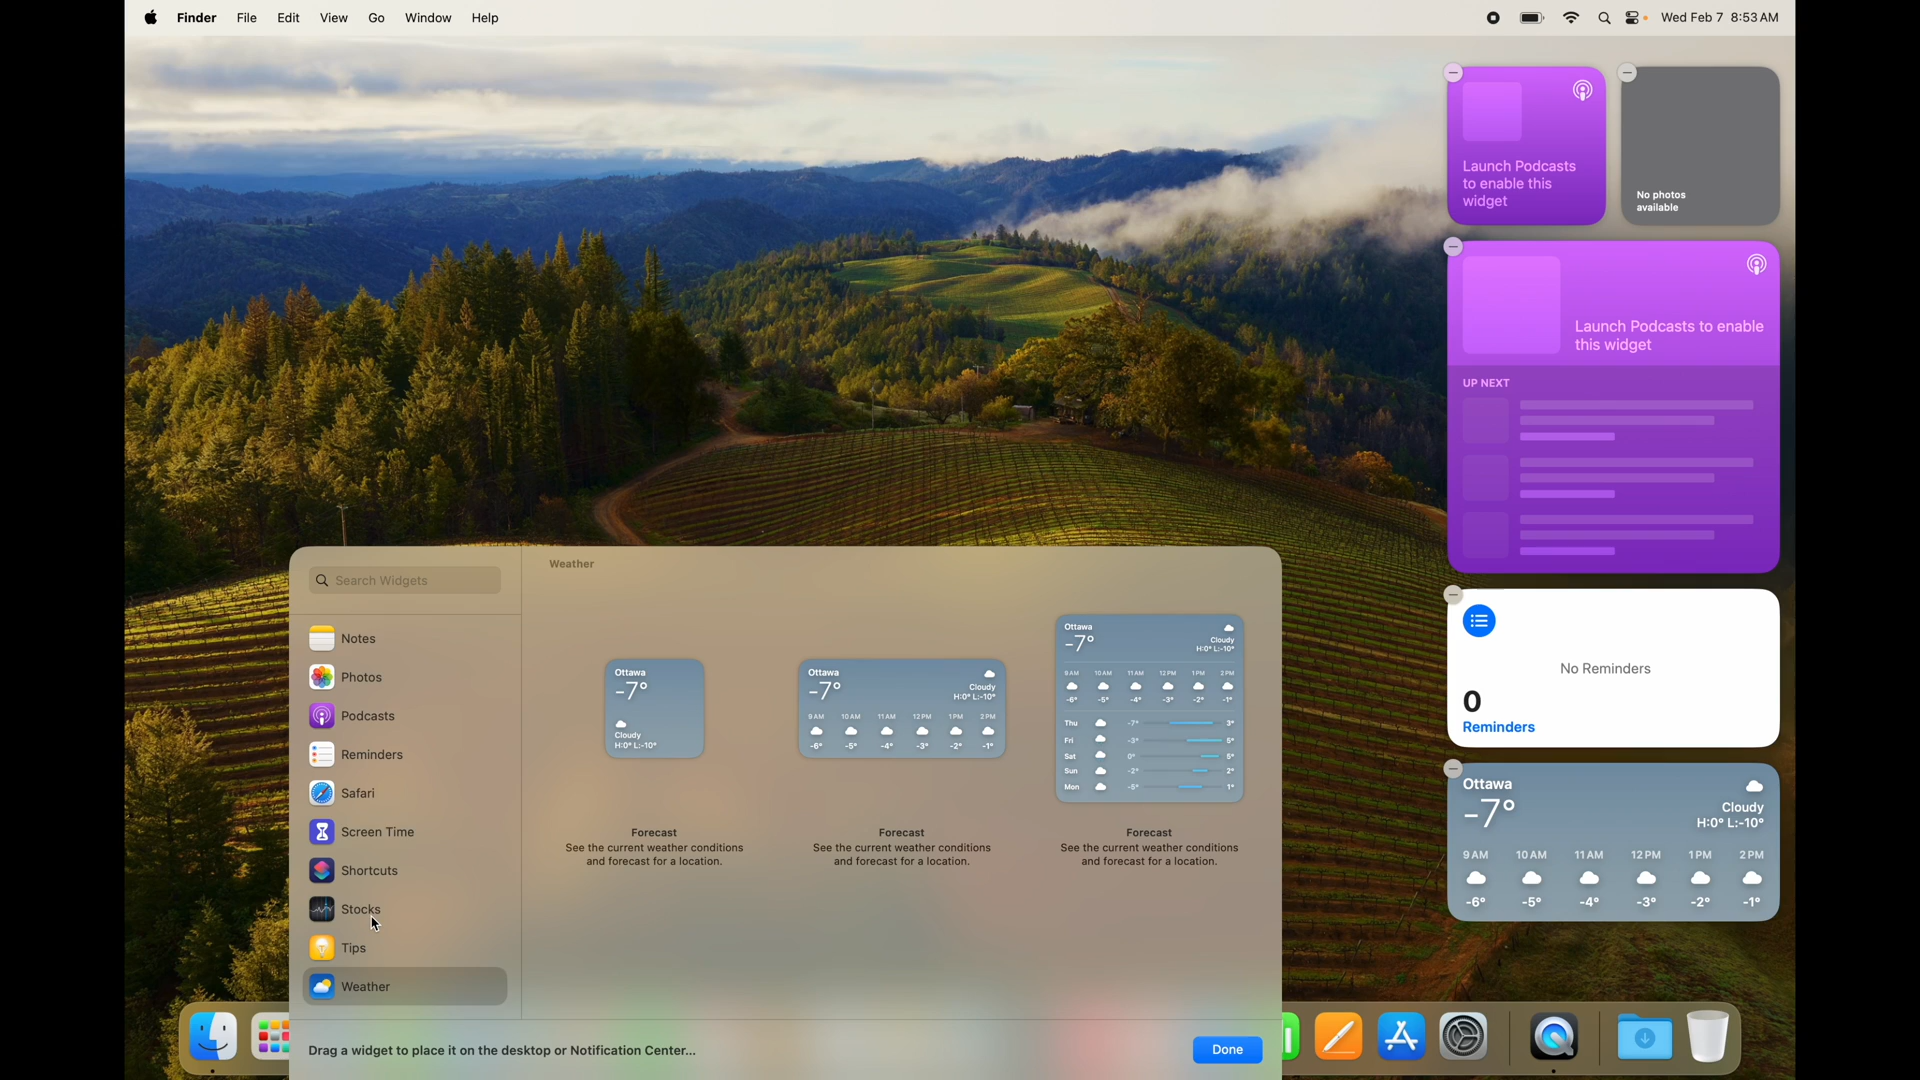 Finder File Edit View Go Window Help
Wed Feb 7 8:53 AM
Launch Podcasts
to enable this
widget
No photos
available
Launch Podcasts to enable
this widget
UP NEXT
No Reminders
0
Reminders
Ottawa
-7°
Cloudy
H:0° L:-10°
9AM 10AM 11AM 12PM 1PM 2PM
-6° -5° -4° -3° -2° -1°
Search Widgets
Notes
Photos
Podcasts
Reminders
Safari
Screen Time
Shortcuts
Stocks
Tips
Weather
Weather
Ottawa
-7°
Cloudy
H:0° L:-10°
Forecast
See the current weather conditions
and forecast for a location.
Ottawa
-7°
Cloudy
H:0° L:-10°
9AM 10AM 11AM 12PM 1PM 2PM
-6° -5° -4° -3° -2° -1°
Forecast
See the current weather conditions
and forecast for a location.
Ottawa
-7°
Cloudy
H:0° L:-10°
9AM 10AM 11AM 12PM 1PM 2PM
-6° -5° -4° -3° -2° -1°
Thu -7° 3°
Fri -3° 5°
Sat 0° 5°
Sun -2° 2°
Mon -5° 1°
Forecast
See the current weather conditions
and forecast for a location.
Drag a widget to place it on the desktop or Notification Center...
Done